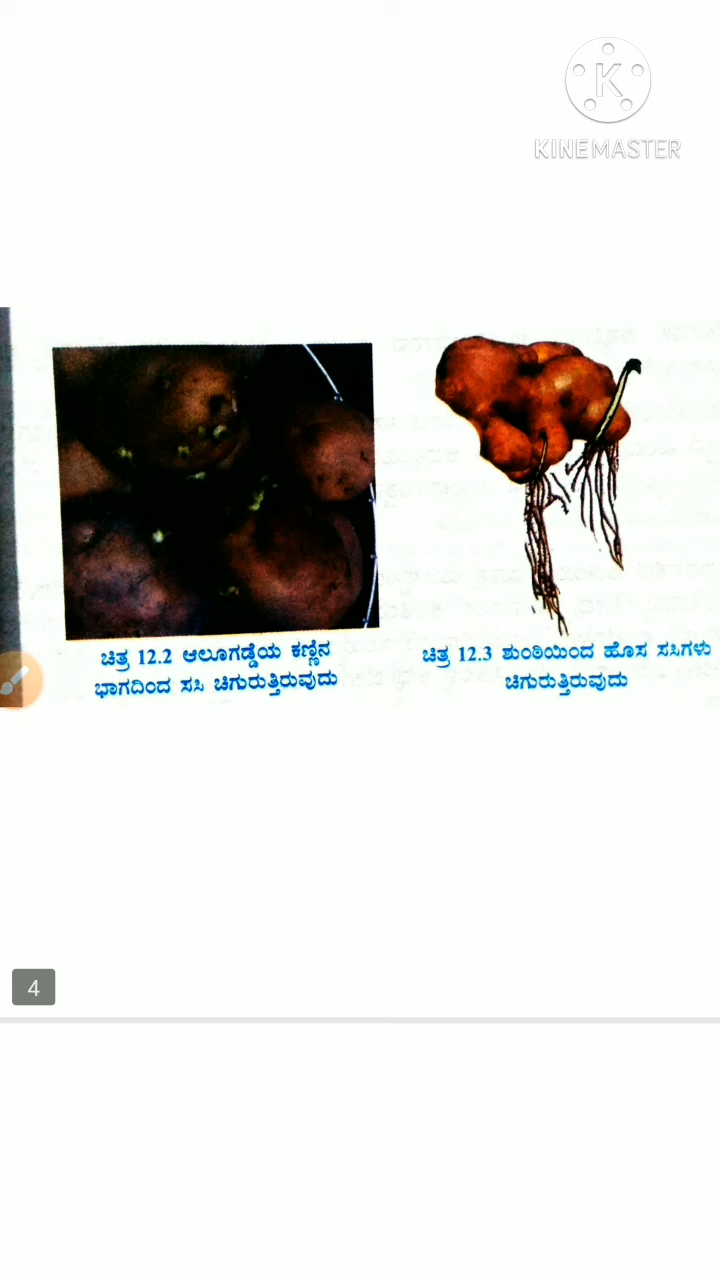 KINEMASTER
ಚಿತ್ರ 12.2 ಆಲೂಗಡ್ಡೆಯ ಕಣ್ಣಿನ
ಭಾಗದಿಂದ ಸಸಿ ಚಿಗುರುತ್ತಿರುವುದು
ಚಿತ್ರ 12.3 ಶುಂಠಿಯಿಂದ ಹೊಸ ಸಸಿಗಳು
ಚಿಗುರುತ್ತಿರುವುದು
4